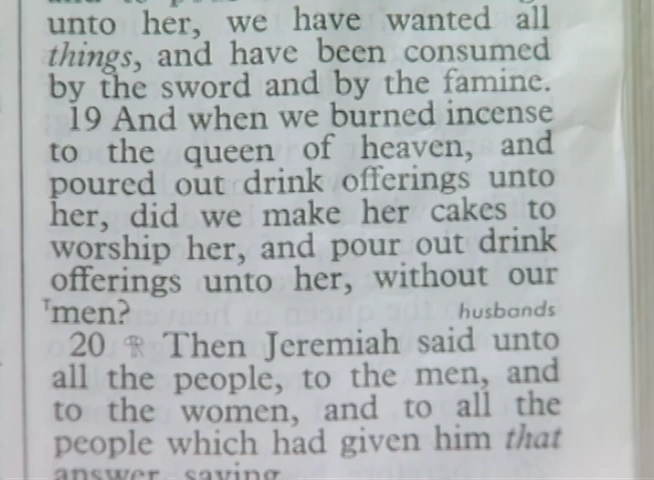 unto her, we have wanted all
things, and have been consumed
by the sword and by the famine.
19 And when we burned incense
to the queen of heaven, and
poured out drink offerings unto
her, did we make her cakes to
worship her, and pour out drink
offerings unto her, without our
ᵀmen? husbands
20 ℟ Then Jeremiah said unto
all the people, to the men, and
to the women, and to all the
people which had given him that
answer, saying